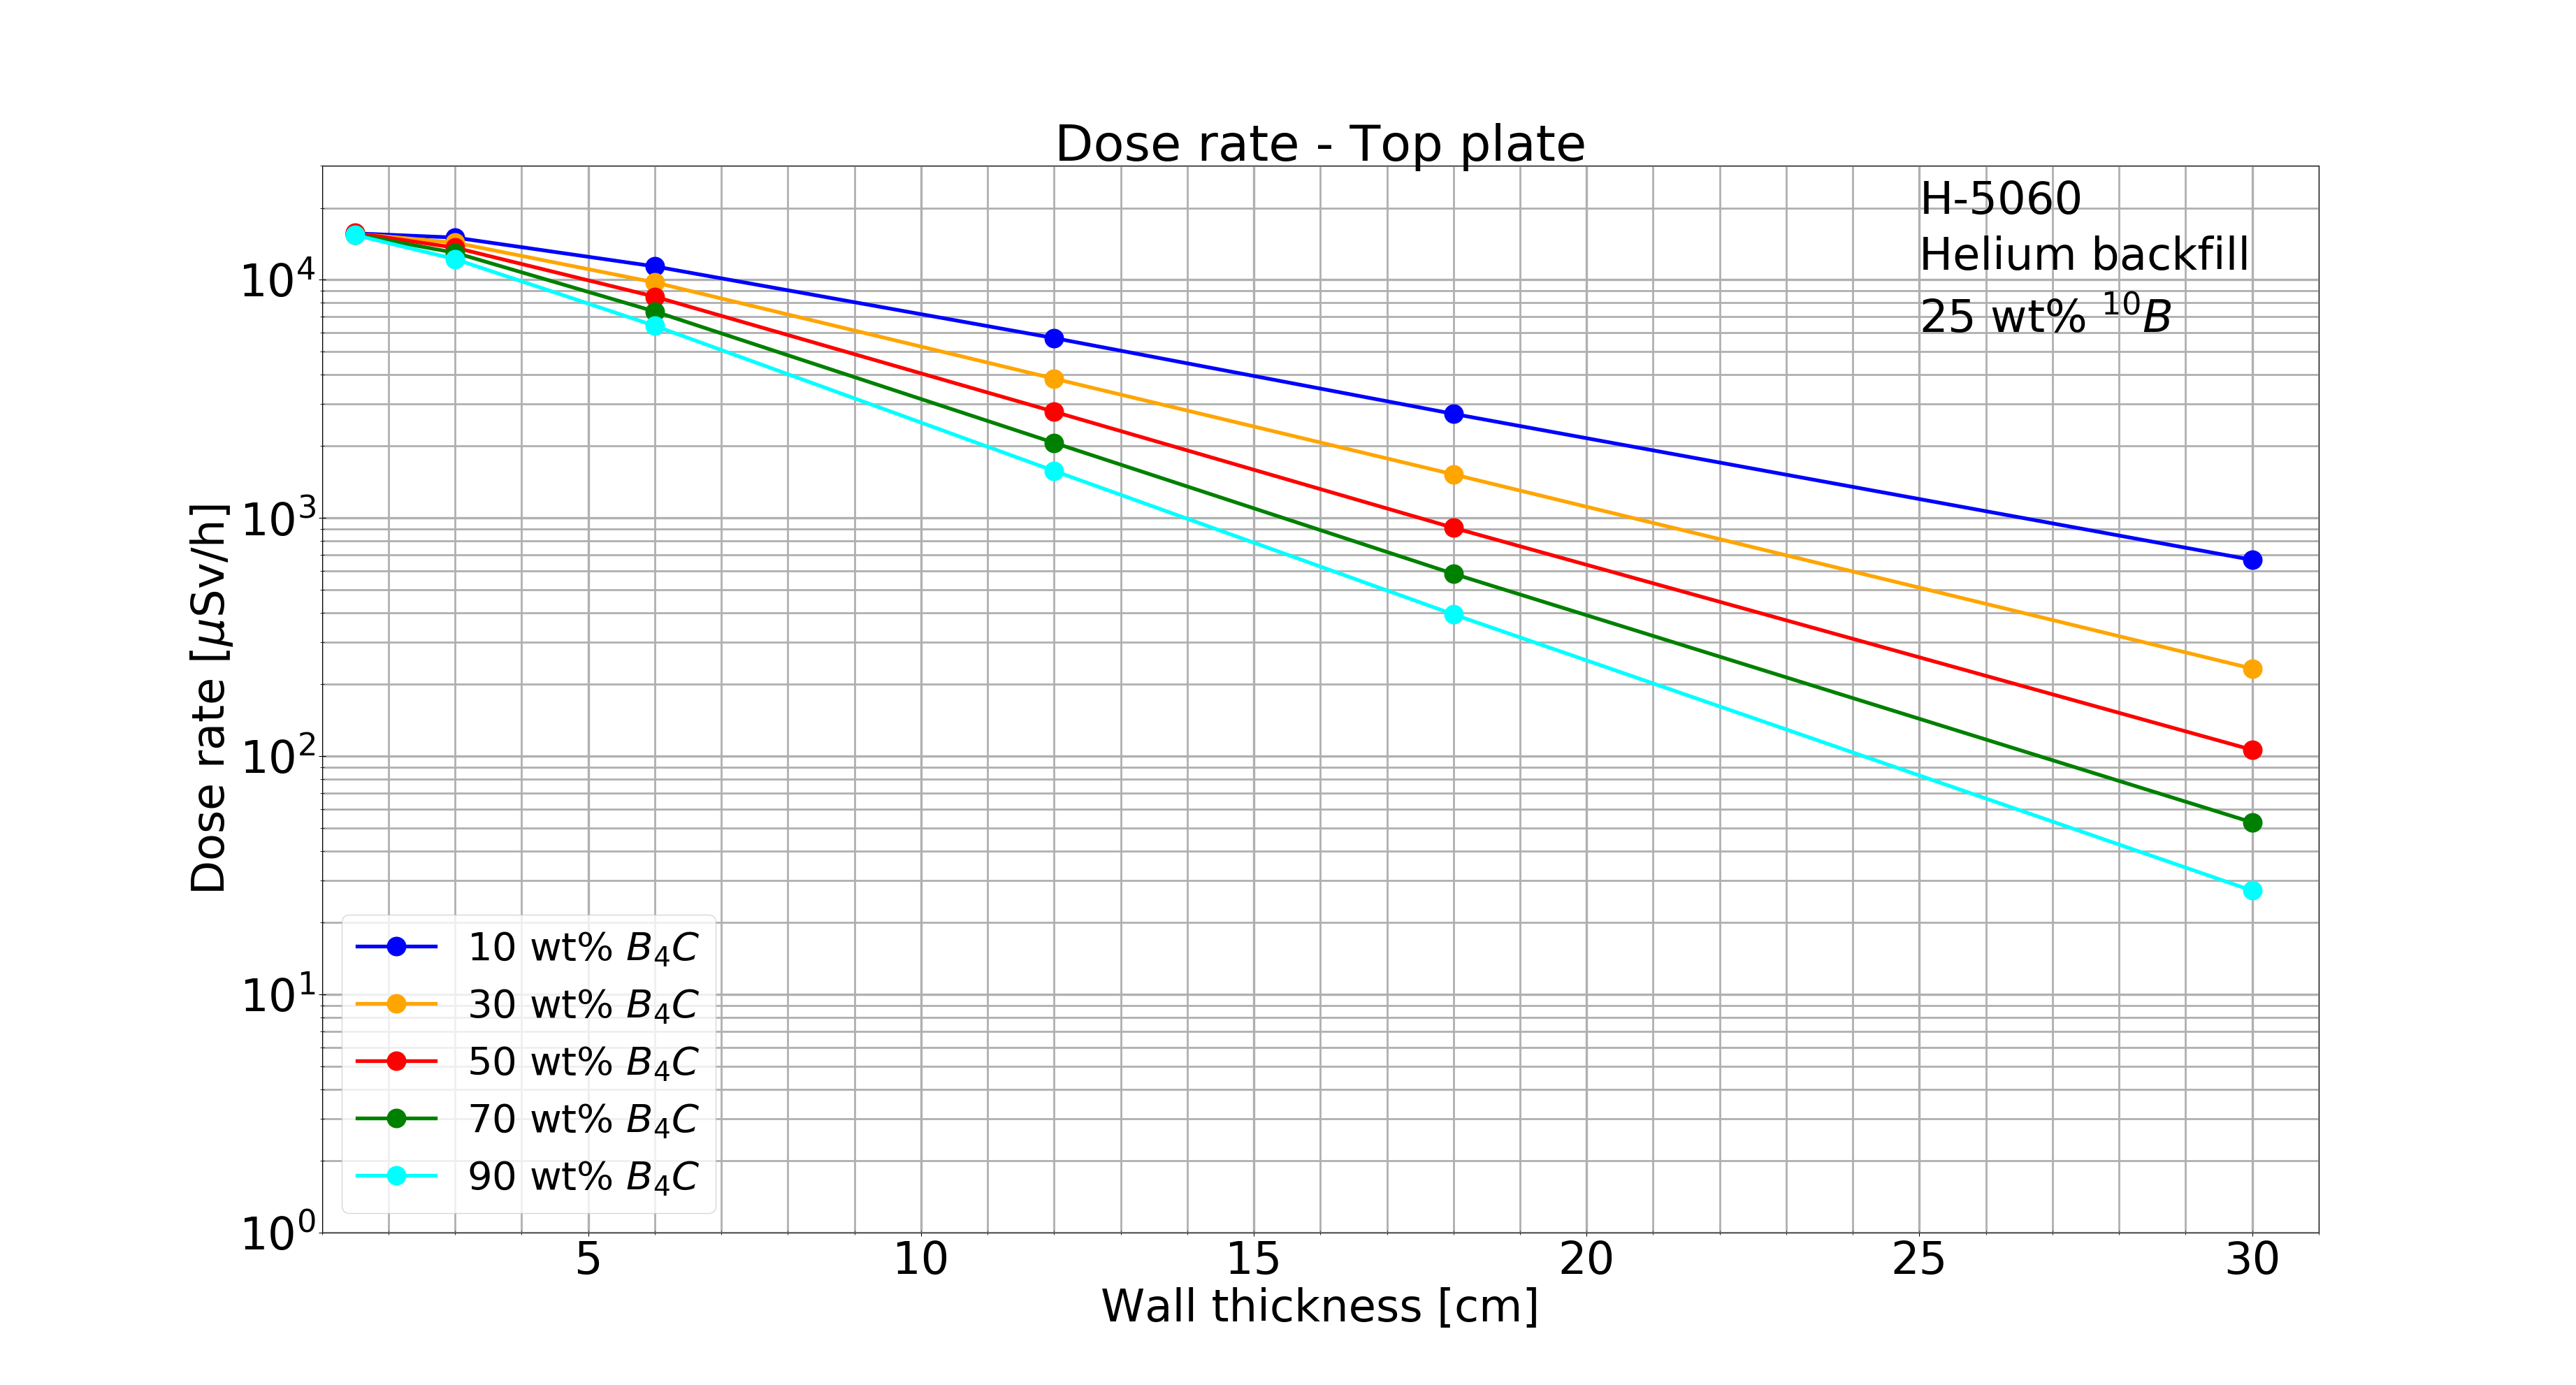 Dose rate - Top plate
H-5060
Helium backfill
25 wt% ¹⁰B
Dose rate [μSv/h]
10⁴
10³
10²
10¹
10⁰
10 wt% B₄C
30 wt% B₄C
50 wt% B₄C
70 wt% B₄C
90 wt% B₄C
5 10 15 20 25 30
Wall thickness [cm]